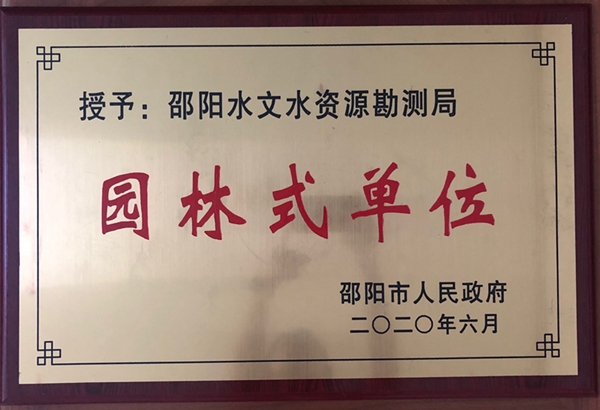 授予：邵阳水文水资源勘测局
园林式单位
邵阳市人民政府
二〇二〇年六月